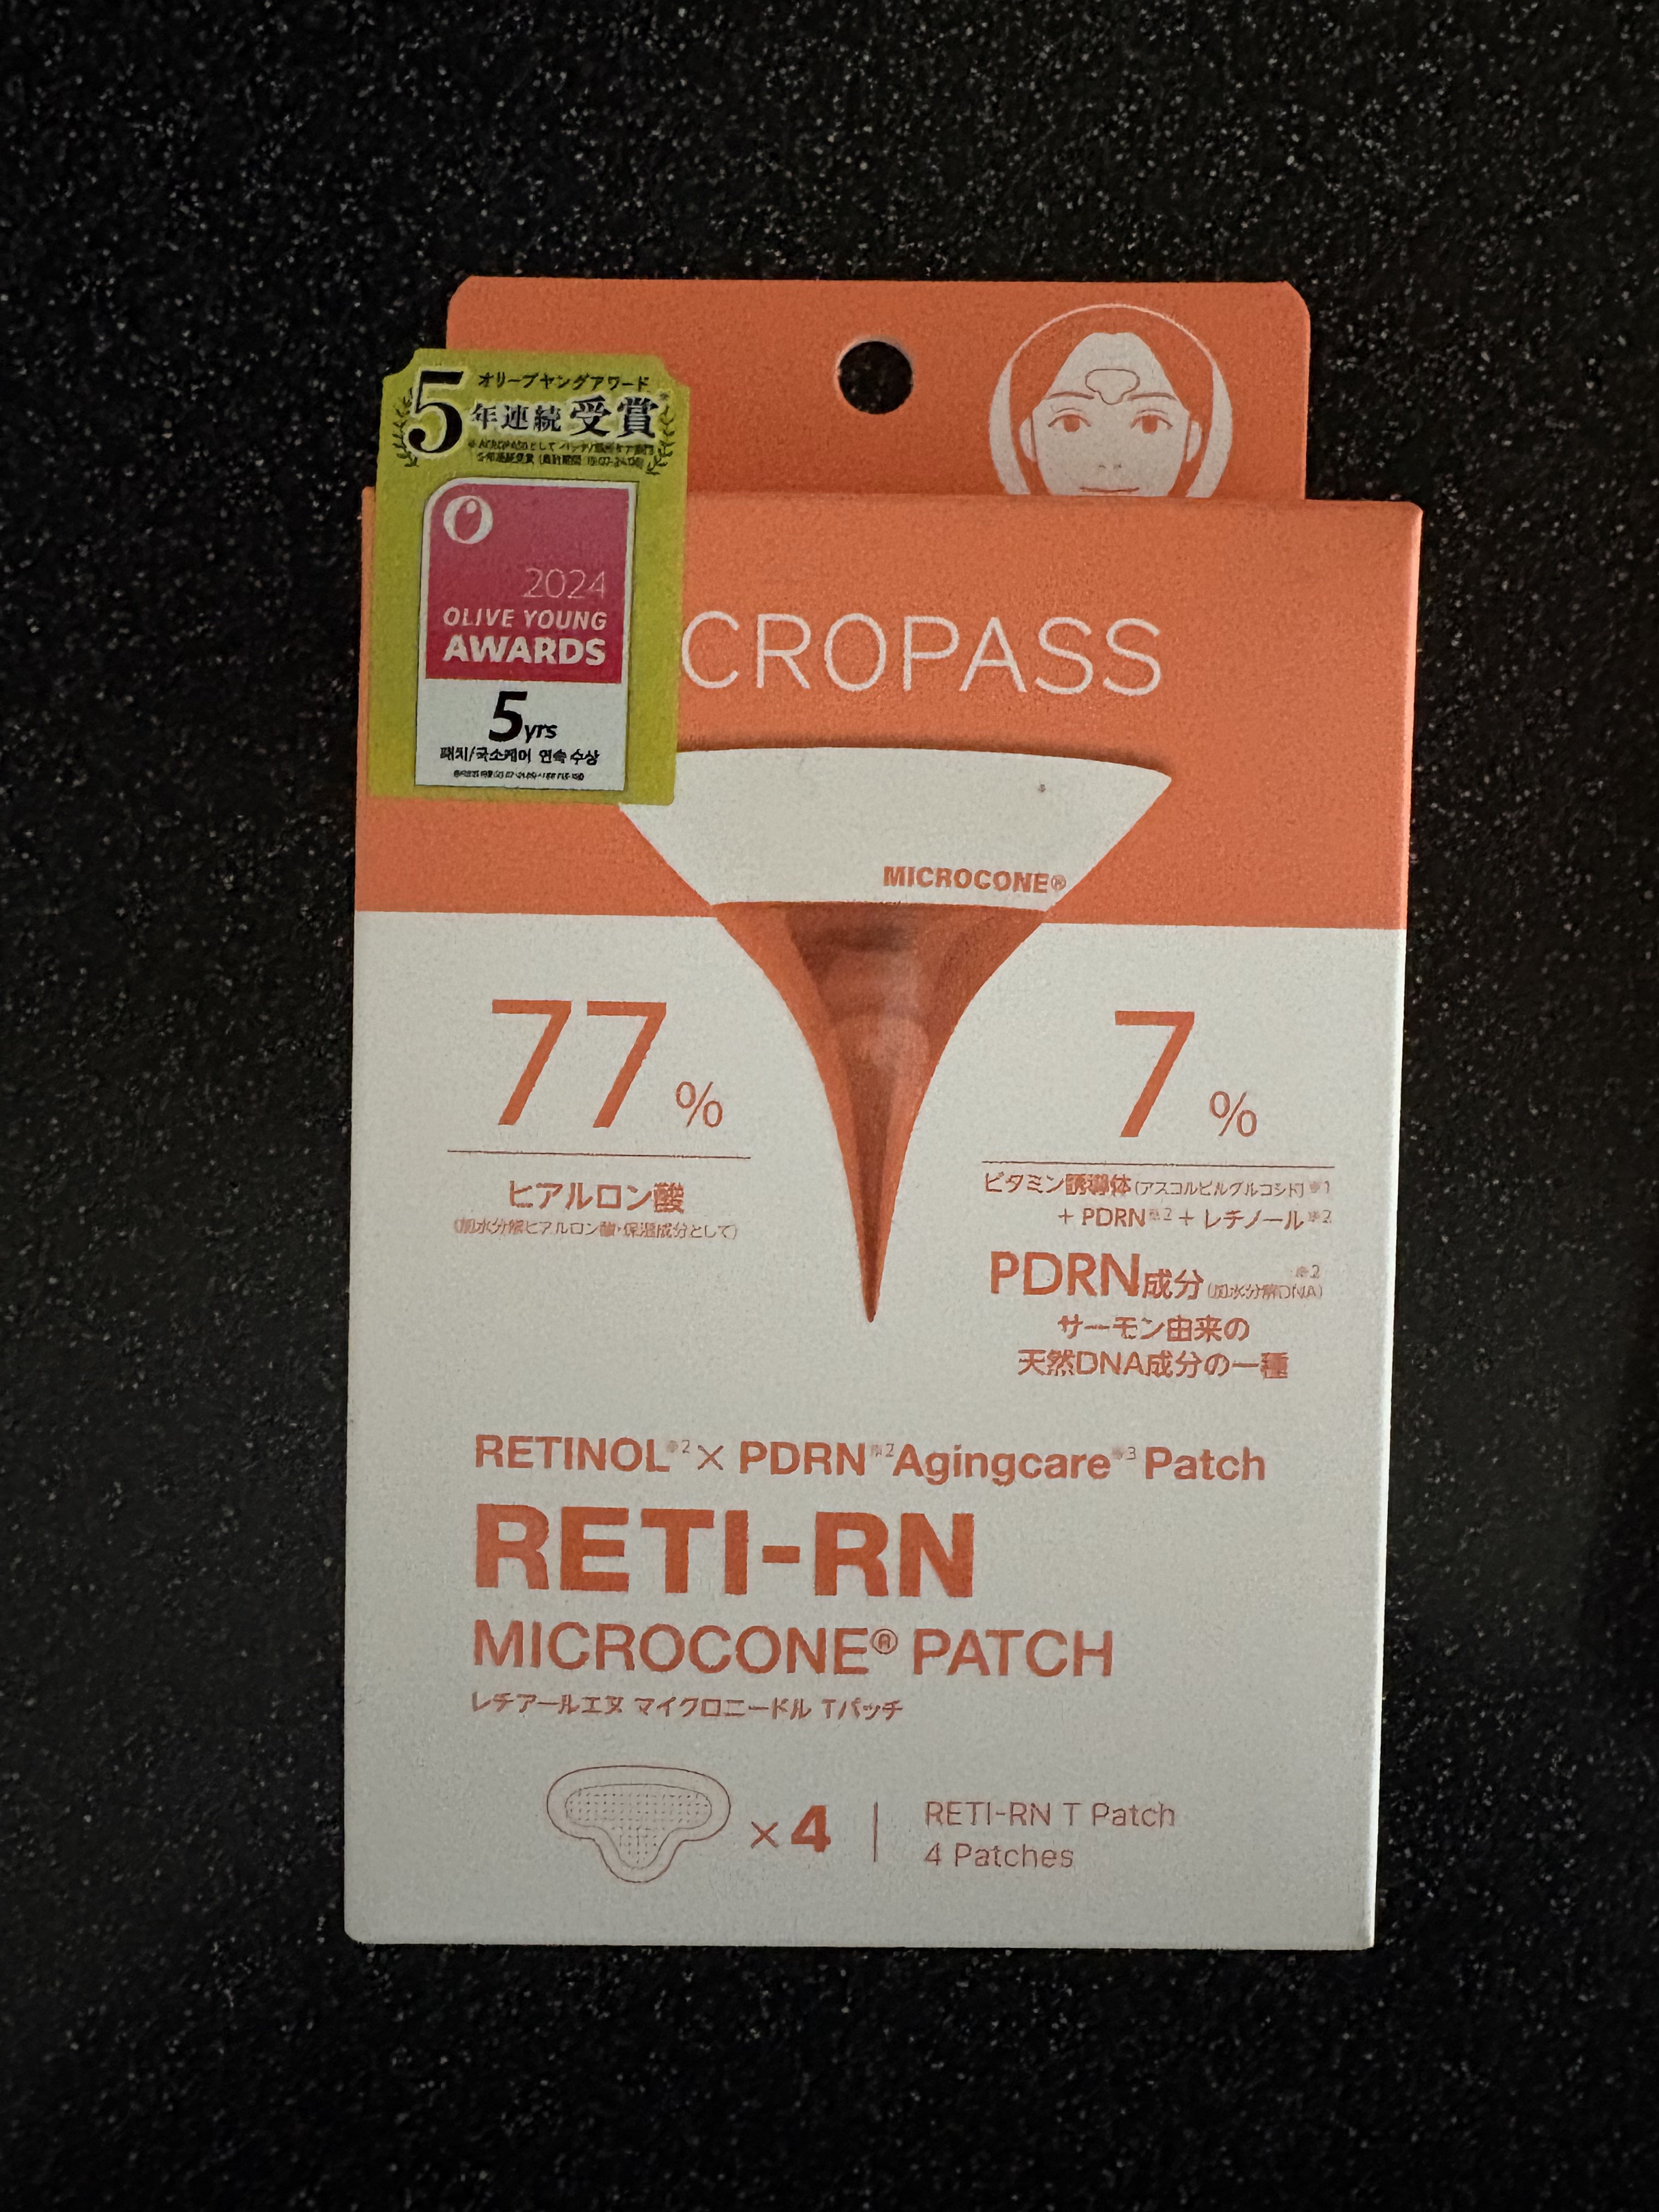 オリーブヤングアワード
5年連続 受賞
2024
OLIVE YOUNG
AWARDS
5yrs
패치/국소케어 연속 수상
CROPASS
MICROCONE®
77%
ヒアルロン酸
(加水分解ヒアルロン酸・保湿成分として)
7%
ビタミン誘導体(アスコルビルグルコシド)※1
+ PDRN※2 + レチノール※2
PDRN成分(加水分解DNA)※2
サーモン由来の
天然DNA成分の一種
RETINOL※2 × PDRN※2 Agingcare※3 Patch
RETI-RN
MICROCONE® PATCH
レチアールエヌ マイクロニードル Tパッチ
×4
RETI-RN T Patch
4 Patches